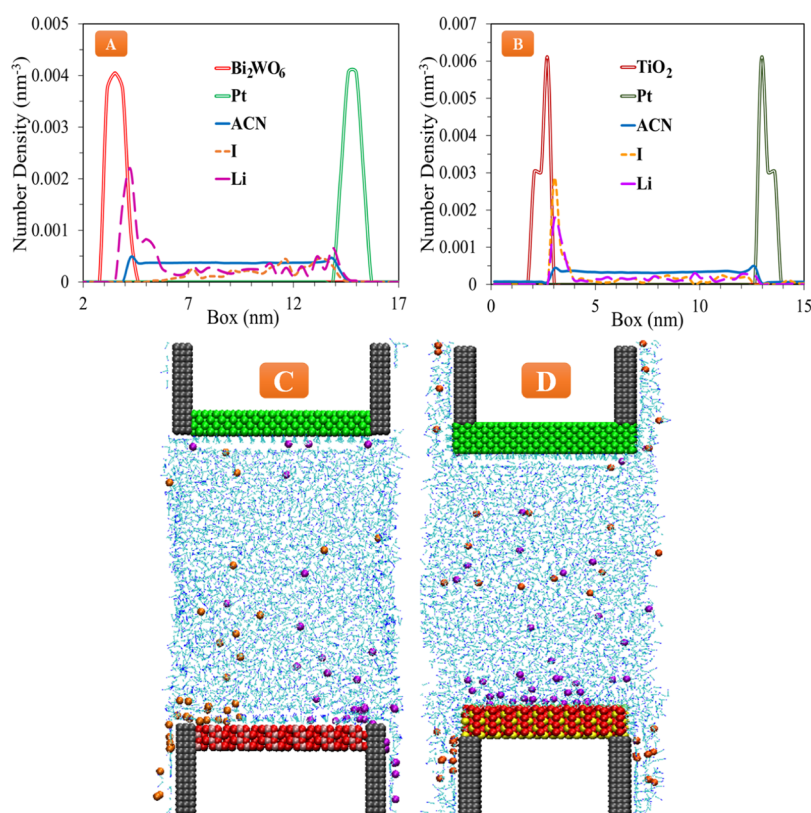 A
Number Density (nm-3)
0.005
0.004
0.003
0.002
0.001
0
Bi2WO6
Pt
ACN
I
Li
2 7 12 17
Box (nm)
B
Number Density (nm-3)
0.007
0.006
0.005
0.004
0.003
0.002
0.001
0
TiO2
Pt
ACN
I
Li
0 5 10 15
Box (nm)
C
D